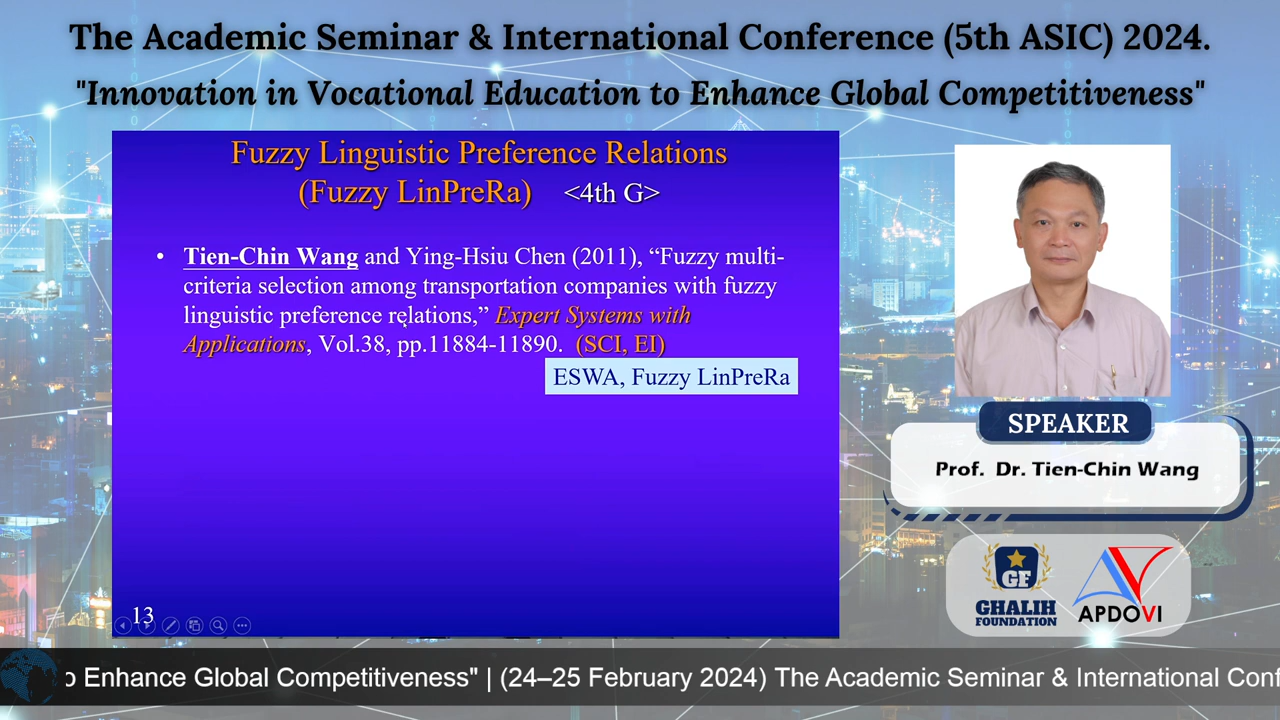 The Academic Seminar & International Conference (5th ASIC) 2024.
"Innovation in Vocational Education to Enhance Global Competitiveness"
Fuzzy Linguistic Preference Relations
(Fuzzy LinPreRa) <4th G>
• Tien-Chin Wang and Ying-Hsiu Chen (2011), “Fuzzy multi-
criteria selection among transportation companies with fuzzy
linguistic preference relations,” Expert Systems with
Applications, Vol.38, pp.11884-11890. (SCI, EI)
ESWA, Fuzzy LinPreRa
13
SPEAKER
Prof. Dr. Tien-Chin Wang
GF
GHALIH
FOUNDATION
APDOVI
o Enhance Global Competitiveness" | (24–25 February 2024) The Academic Seminar & International Conf